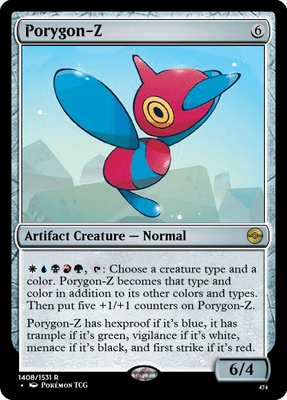 Porygon-Z 6
Artifact Creature — Normal
: Choose a creature type and a
color. Porygon-Z becomes that type and
color in addition to its other colors and types.
Then put five +1/+1 counters on Porygon-Z.
Porygon-Z has hexproof if it's blue, it has
trample if it's green, vigilance if it's white,
menace if it's black, and first strike if it's red.
6/4
1408/1531 R
• Pokémon TCG
474